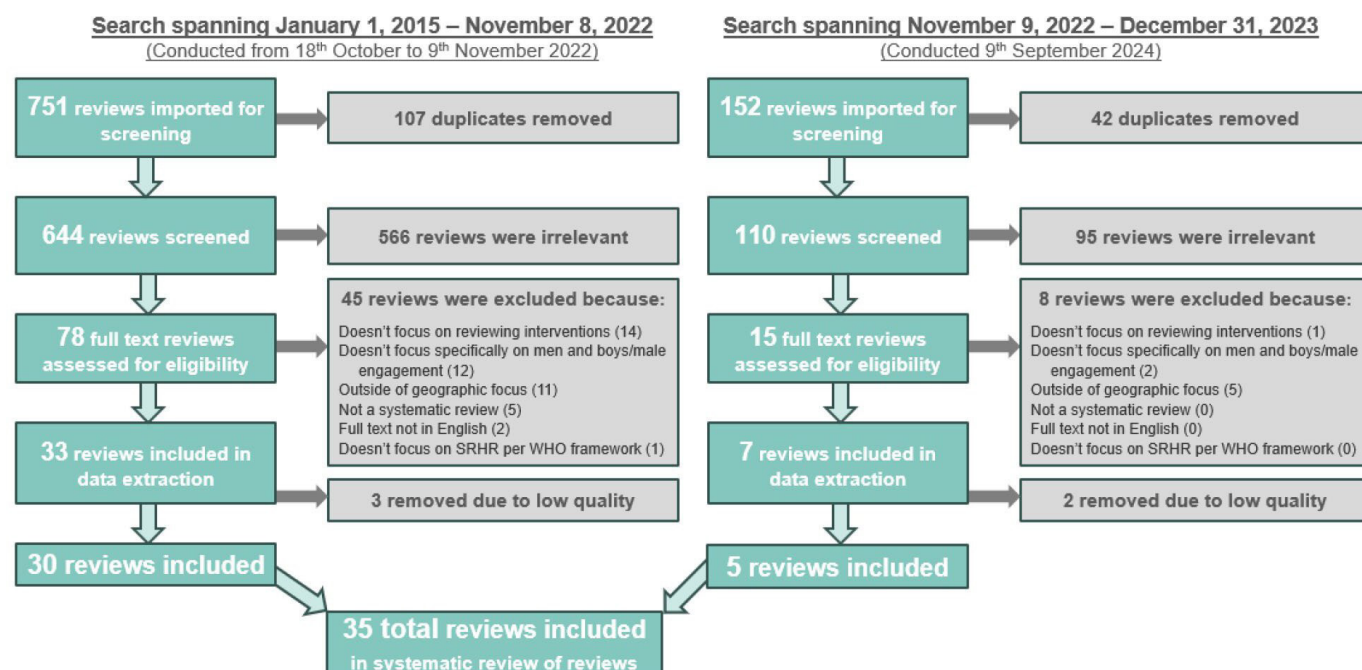 Search spanning January 1, 2015 – November 8, 2022
(Conducted from 18th October to 9th November 2022)
751 reviews imported for
screening
107 duplicates removed
644 reviews screened
566 reviews were irrelevant
78 full text reviews
assessed for eligibility
45 reviews were excluded because:
Doesn't focus on reviewing interventions (14)
Doesn't focus specifically on men and boys/male
engagement (12)
Outside of geographic focus (11)
Not a systematic review (5)
Full text not in English (2)
Doesn't focus on SRHR per WHO framework (1)
33 reviews included in
data extraction
3 removed due to low quality
30 reviews included
Search spanning November 9, 2022 – December 31, 2023
(Conducted 9th September 2024)
152 reviews imported for
screening
42 duplicates removed
110 reviews screened
95 reviews were irrelevant
15 full text reviews
assessed for eligibility
8 reviews were excluded because:
Doesn't focus on reviewing interventions (1)
Doesn't focus specifically on men and boys/male
engagement (2)
Outside of geographic focus (5)
Not a systematic review (0)
Full text not in English (0)
Doesn't focus on SRHR per WHO framework (0)
7 reviews included in
data extraction
2 removed due to low quality
5 reviews included
35 total reviews included
in systematic review of reviews